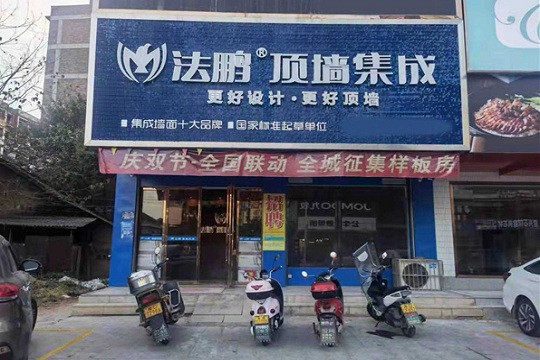 法鹏®顶墙集成
更好设计·更好顶墙
■集成墙面十大品牌 ■国家标准起草单位
庆双节·全国联动 全城征集样板房
招聘